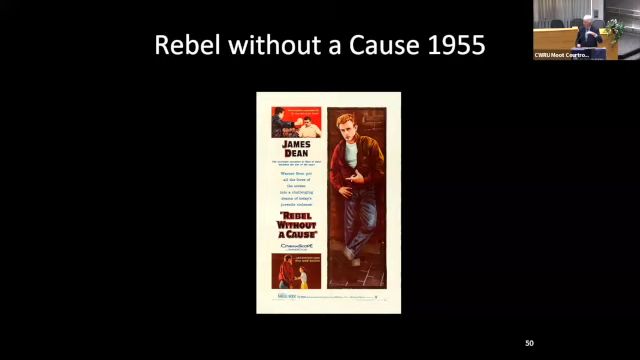 Rebel without a Cause 1955
CWRU Moot Courtro...
JAMES
DEAN
Warner Bros. put
all the force of
the screen
into a challenging
drama of today's
juvenile violence!
"REBEL
WITHOUT
A CAUSE"
CINEMASCOPE
50